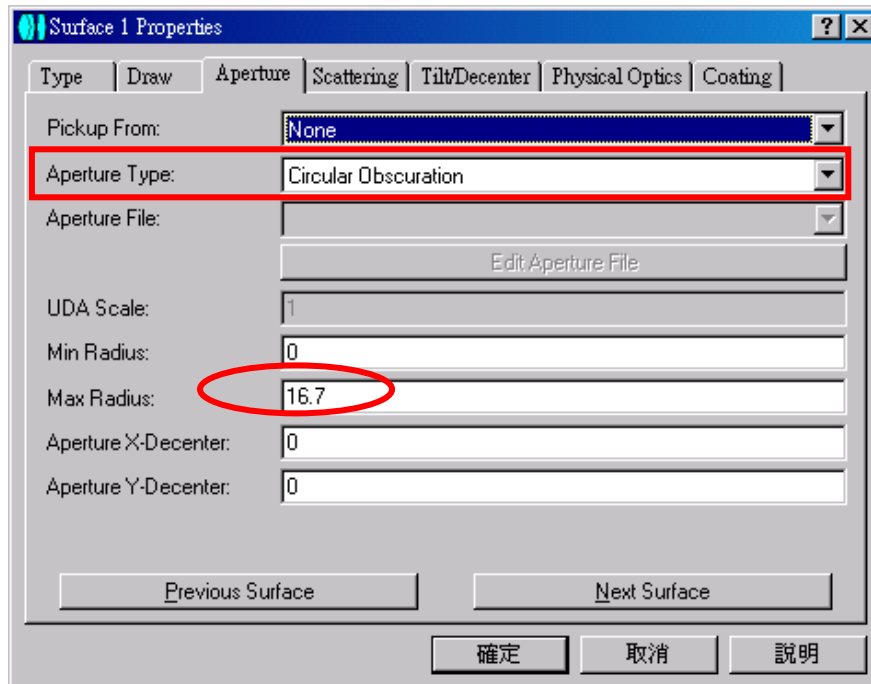 Surface 1 Properties
Type Draw Aperture Scattering Tilt/Decenter Physical Optics Coating
Pickup From: None
Aperture Type: Circular Obscuration
Aperture File:
Edit Aperture File
UDA Scale: 1
Min Radius: 0
Max Radius: 16.7
Aperture X-Decenter: 0
Aperture Y-Decenter: 0
Previous Surface Next Surface
確定 取消 說明